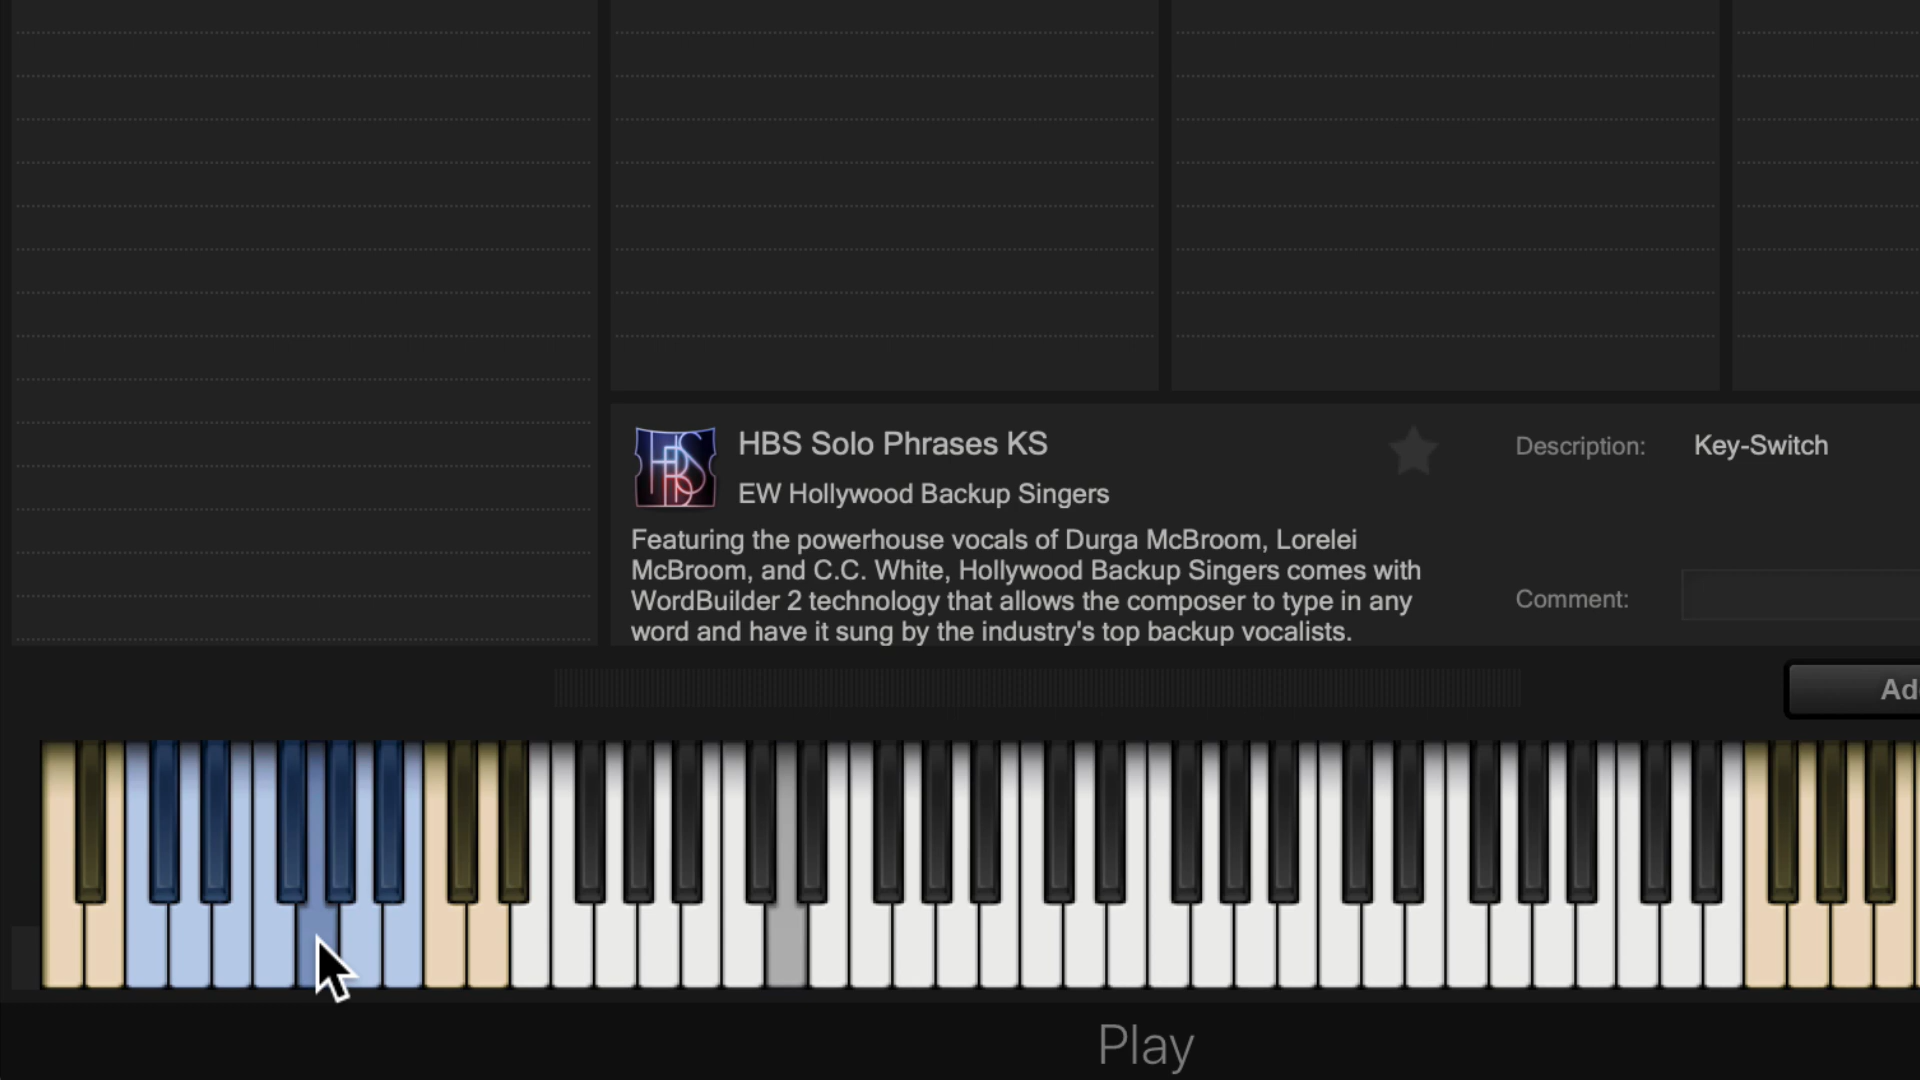 HBS Solo Phrases KS
EW Hollywood Backup Singers
Description: Key-Switch
Featuring the powerhouse vocals of Durga McBroom, Lorelei
McBroom, and C.C. White, Hollywood Backup Singers comes with
WordBuilder 2 technology that allows the composer to type in any
word and have it sung by the industry's top backup vocalists.
Comment:
Play